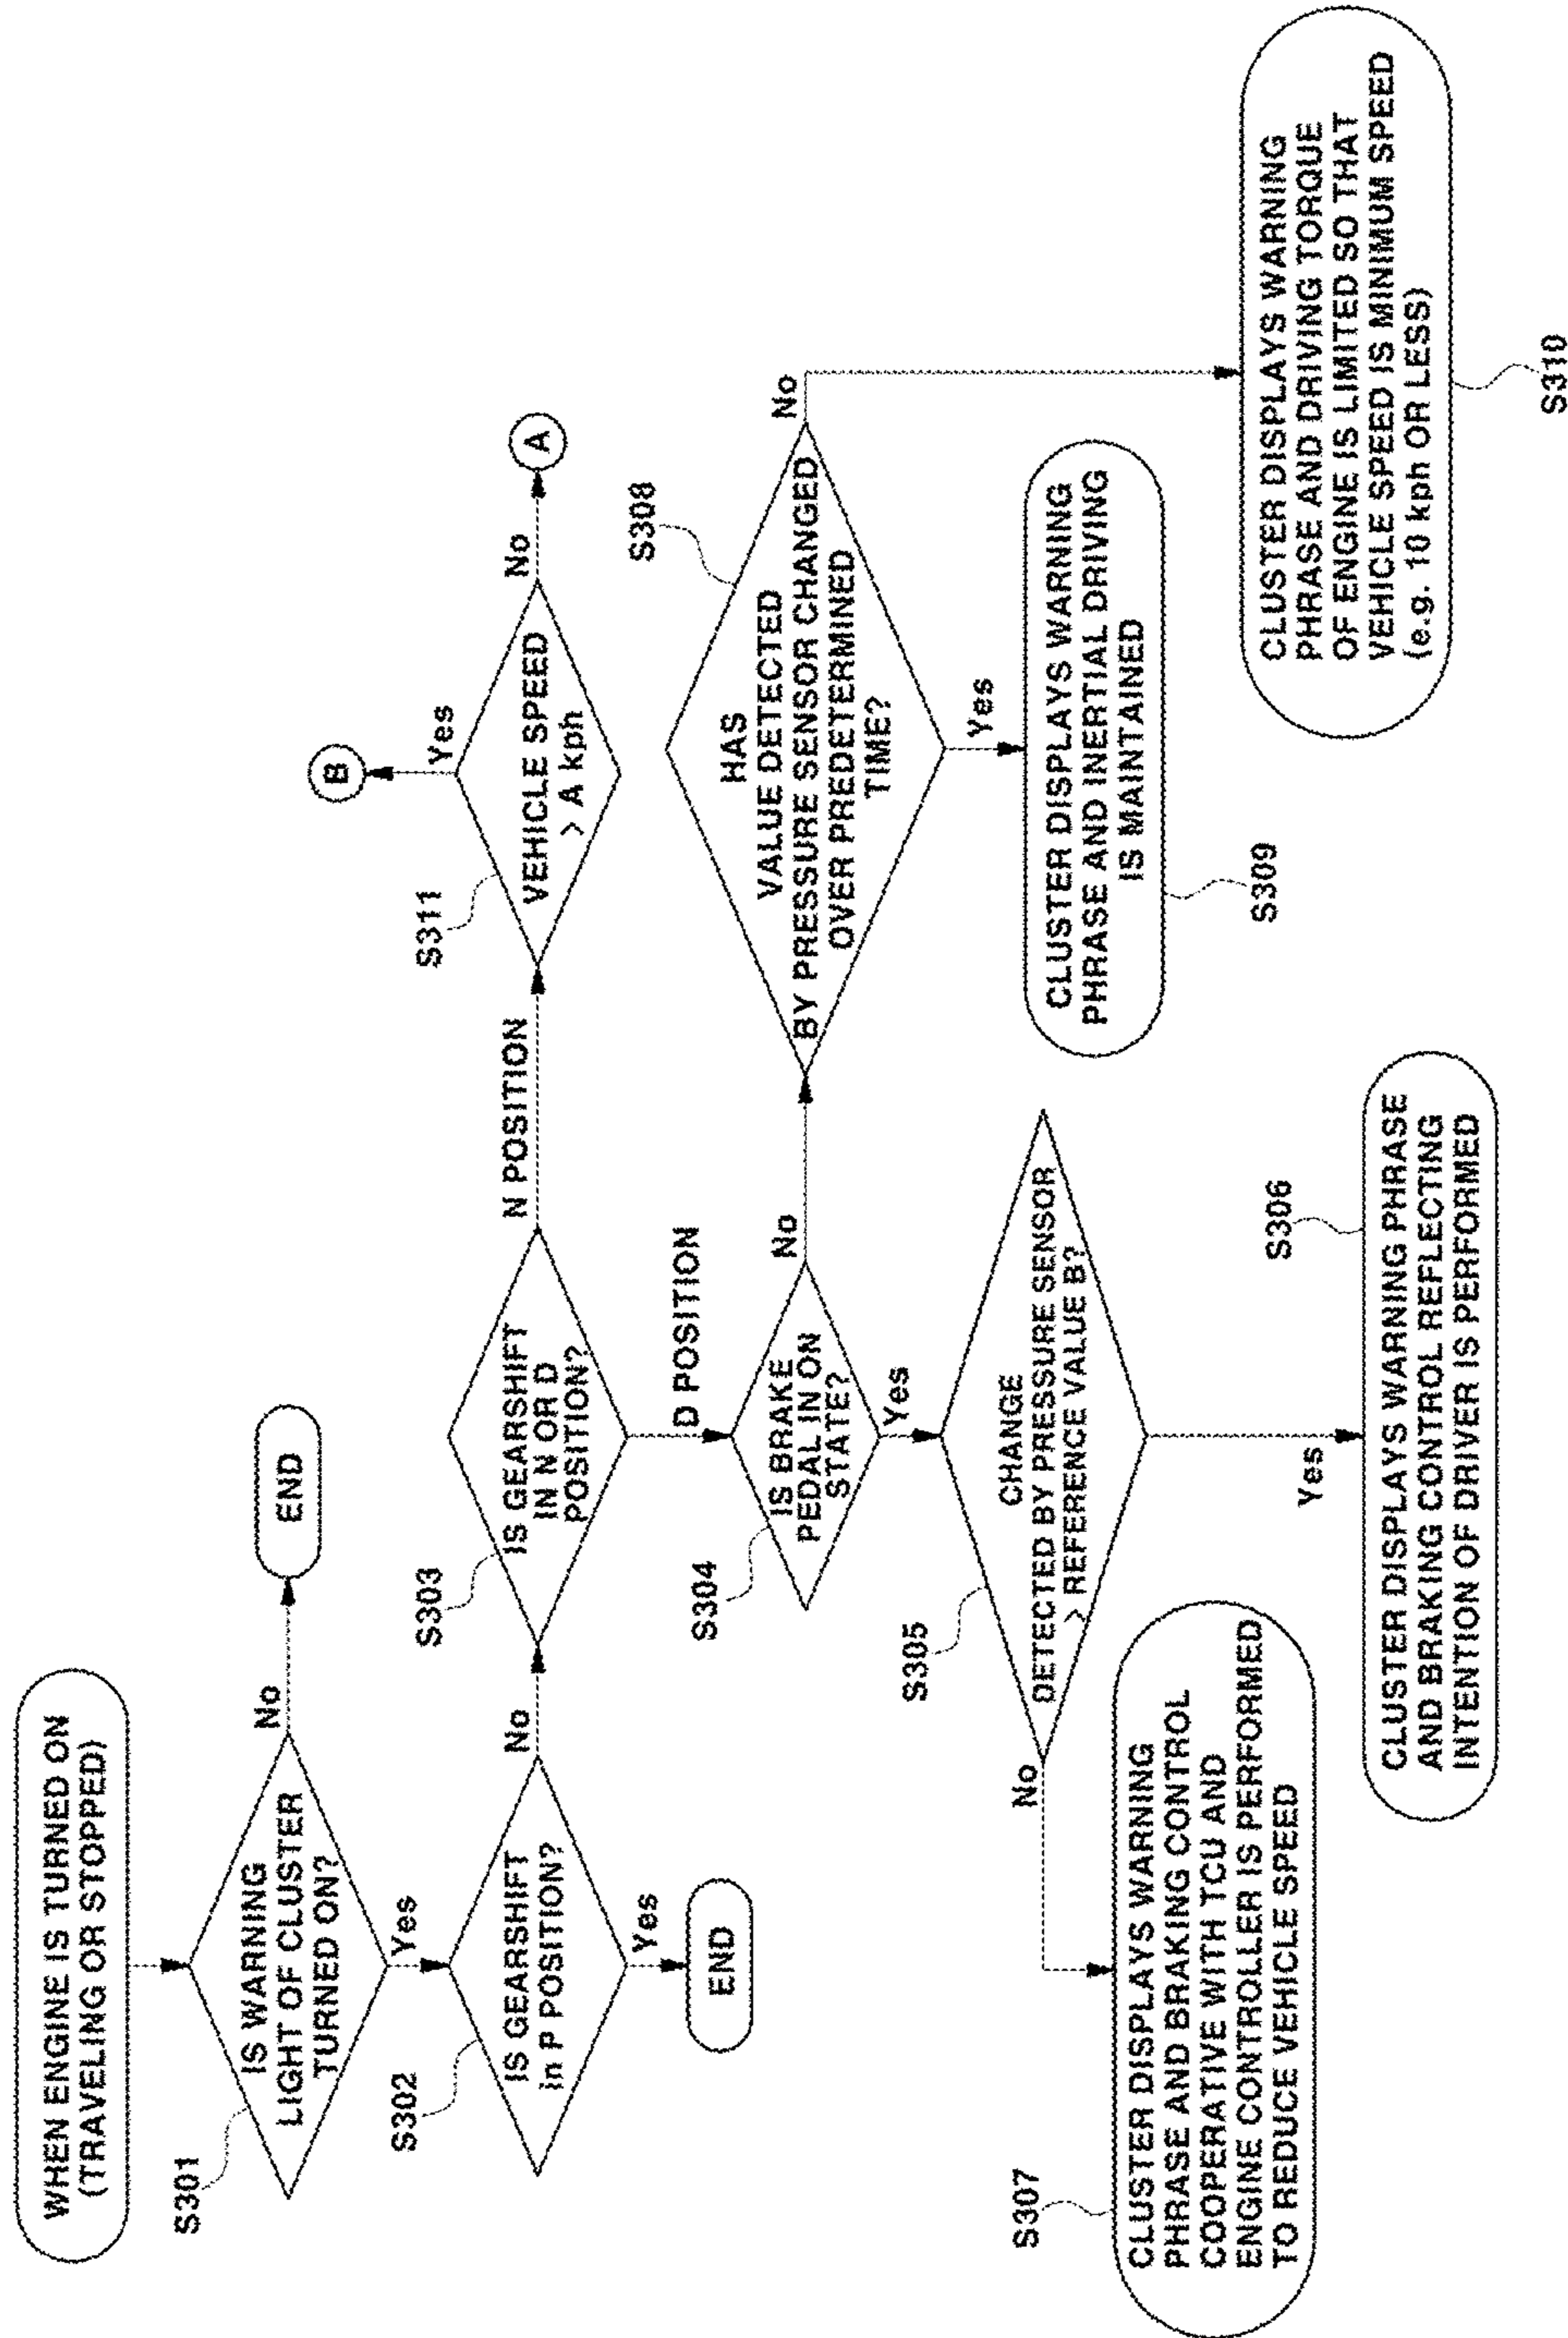 WHEN ENGINE IS TURNED ON
(TRAVELING OR STOPPED)
S301
IS WARNING
LIGHT OF CLUSTER
TURNED ON?
No
END
Yes
S302
IS GEARSHIFT
in P POSITION?
Yes
END
No
S303
IS GEARSHIFT
IN N OR D
POSITION?
N POSITION
S311
VEHICLE SPEED
> A kph
Yes
B
No
A
D POSITION
S304
IS BRAKE
PEDAL IN ON
STATE?
No
S308
HAS
VALUE DETECTED
BY PRESSURE SENSOR CHANGED
OVER PREDETERMINED
TIME?
No
Yes
S305
CHANGE
DETECTED BY PRESSURE SENSOR
> REFERENCE VALUE B?
Yes
CLUSTER DISPLAYS WARNING
PHRASE AND INERTIAL DRIVING
IS MAINTAINED
S309
No
S307
CLUSTER DISPLAYS WARNING
PHRASE AND BRAKING CONTROL
COOPERATIVE WITH TCU AND
ENGINE CONTROLLER IS PERFORMED
TO REDUCE VEHICLE SPEED
Yes
S306
CLUSTER DISPLAYS WARNING PHRASE
AND BRAKING CONTROL REFLECTING
INTENTION OF DRIVER IS PERFORMED
CLUSTER DISPLAYS WARNING
PHRASE AND DRIVING TORQUE
OF ENGINE IS LIMITED SO THAT
VEHICLE SPEED IS MINIMUM SPEED
(e.g. 10 kph OR LESS)
S310